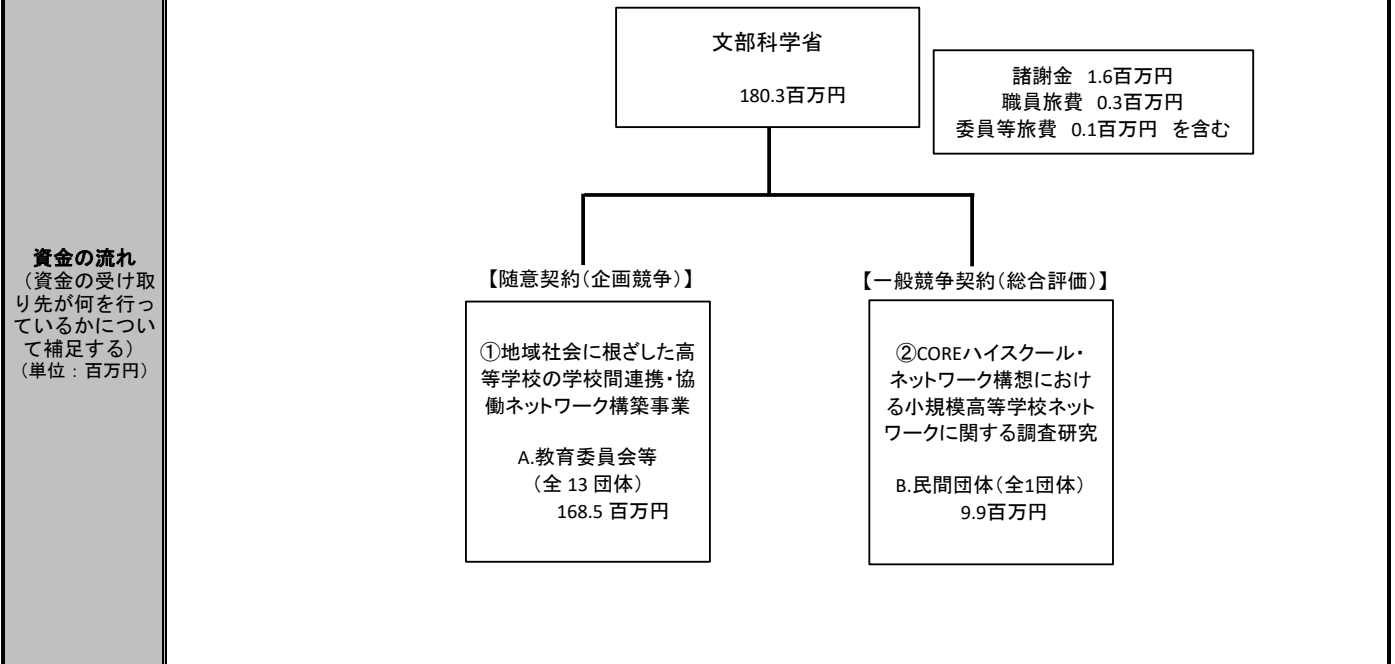 資金の流れ
（資金の受け取
り先が何を行っ
ているかについ
て補足する）
（単位：百万円）
文部科学省
180.3百万円
諸謝金 1.6百万円
職員旅費 0.3百万円
委員等旅費 0.1百万円 を含む
【随意契約（企画競争）】
①地域社会に根ざした高
等学校の学校間連携・協
働ネットワーク構築事業
A.教育委員会等
（全 13 団体）
168.5 百万円
【一般競争契約（総合評価）】
②COREハイスクール・
ネットワーク構想におけ
る小規模高等学校ネット
ワークに関する調査研究
B.民間団体（全1団体）
9.9百万円